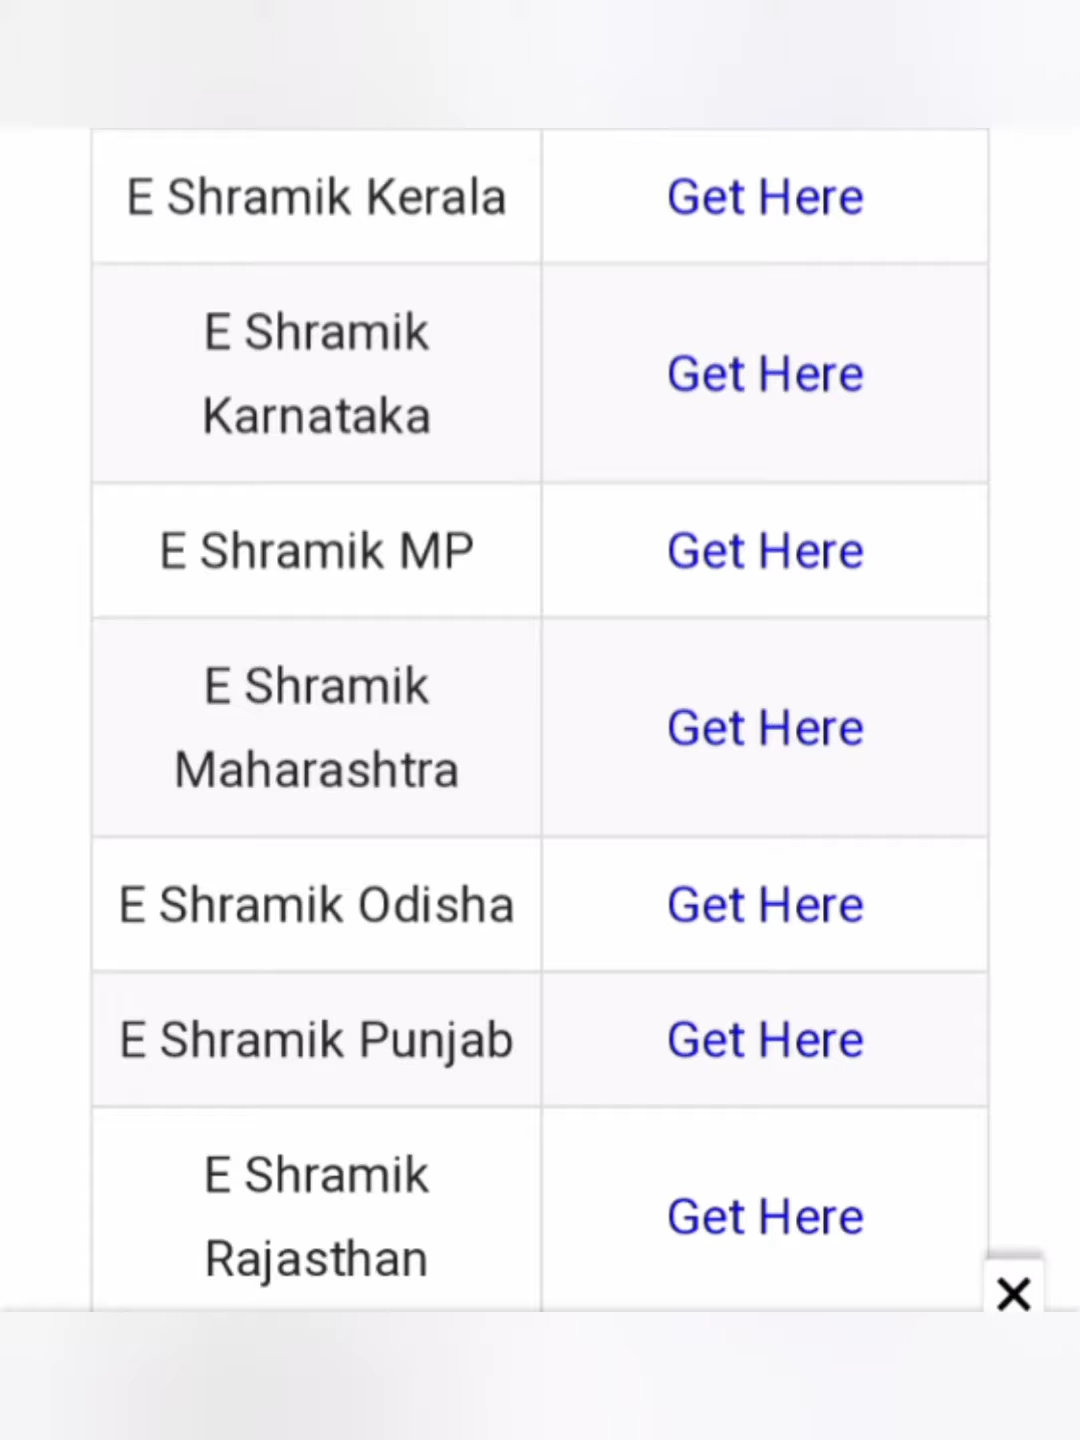 E Shramik Kerala
Get Here
E Shramik
Karnataka
Get Here
E Shramik MP
Get Here
E Shramik
Maharashtra
Get Here
E Shramik Odisha
Get Here
E Shramik Punjab
Get Here
E Shramik
Rajasthan
Get Here